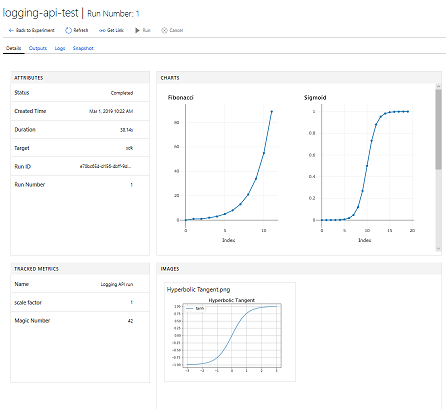 logging-api-test | Run Number: 1
Back to Experiment Refresh Get Link Run Cancel
Details Outputs Logs Snapshot
ATTRIBUTES
Status Completed
Created Time Mar 1, 2019 10:22 AM
Duration 38.14s
Target sdk
Run ID
Run Number 1
CHARTS
Fibonacci
80
60
40
20
0
0 5 10
Index
Sigmoid
1
0.8
0.6
0.4
0.2
0
0 5 10 15 20
Index
TRACKED METRICS
Name Logging API run
scale factor 1
Magic Number 42
IMAGES
Hyperbolic Tangent.png
Hyperbolic Tangent
tanh
1.00
0.75
0.50
0.25
0.00
-0.25
-0.50
-0.75
-1.00
-3 -2 -1 0 1 2 3